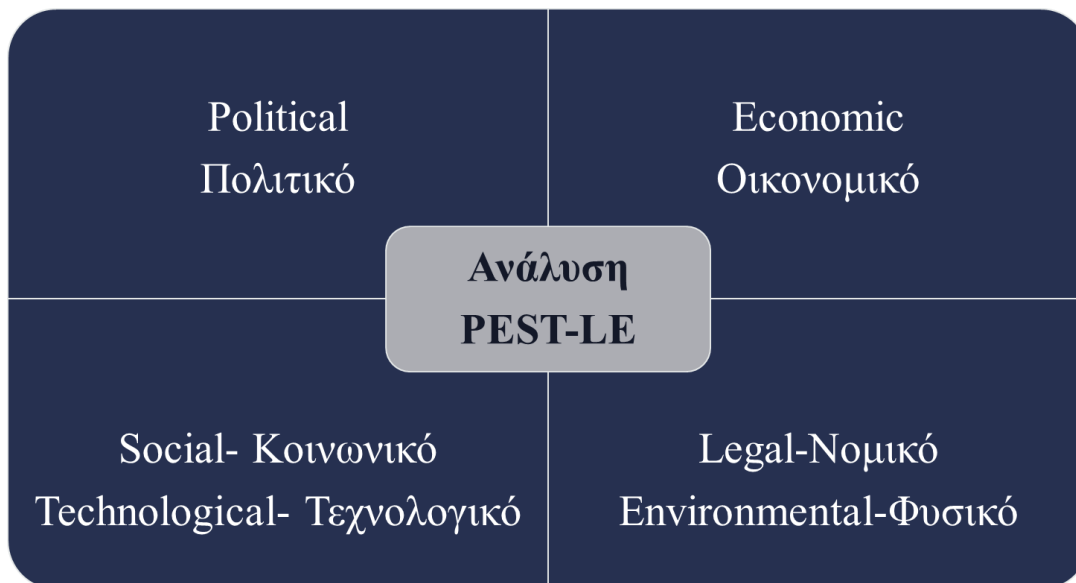 Political
Πολιτικό
Economic
Οικονομικό
Ανάλυση
PEST-LE
Social- Κοινωνικό
Technological- Τεχνολογικό
Legal-Νομικό
Environmental-Φυσικό